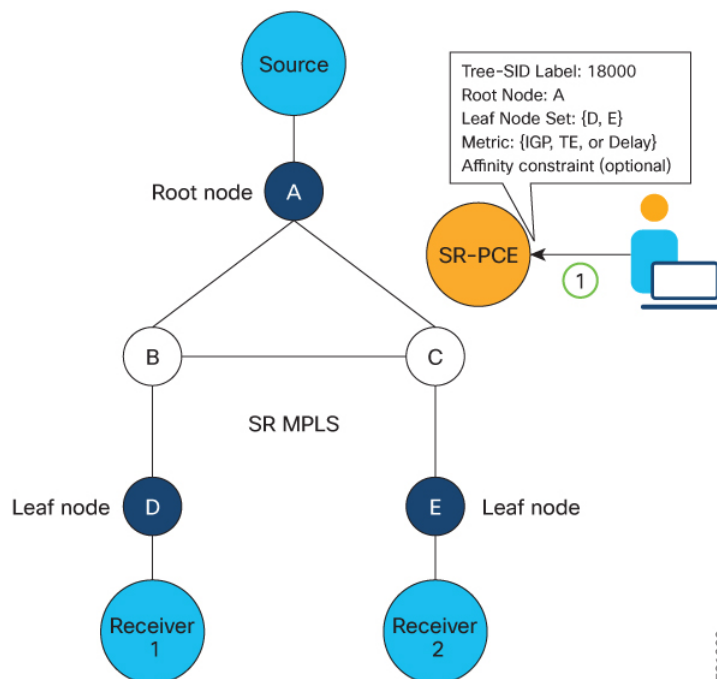 Source
Tree-SID Label: 18000
Root Node: A
Leaf Node Set: {D, E}
Metric: {IGP, TE, or Delay}
Affinity constraint (optional)
Root node
A
SR-PCE
1
B
C
SR MPLS
Leaf node
D
E
Leaf node
Receiver
1
Receiver
2